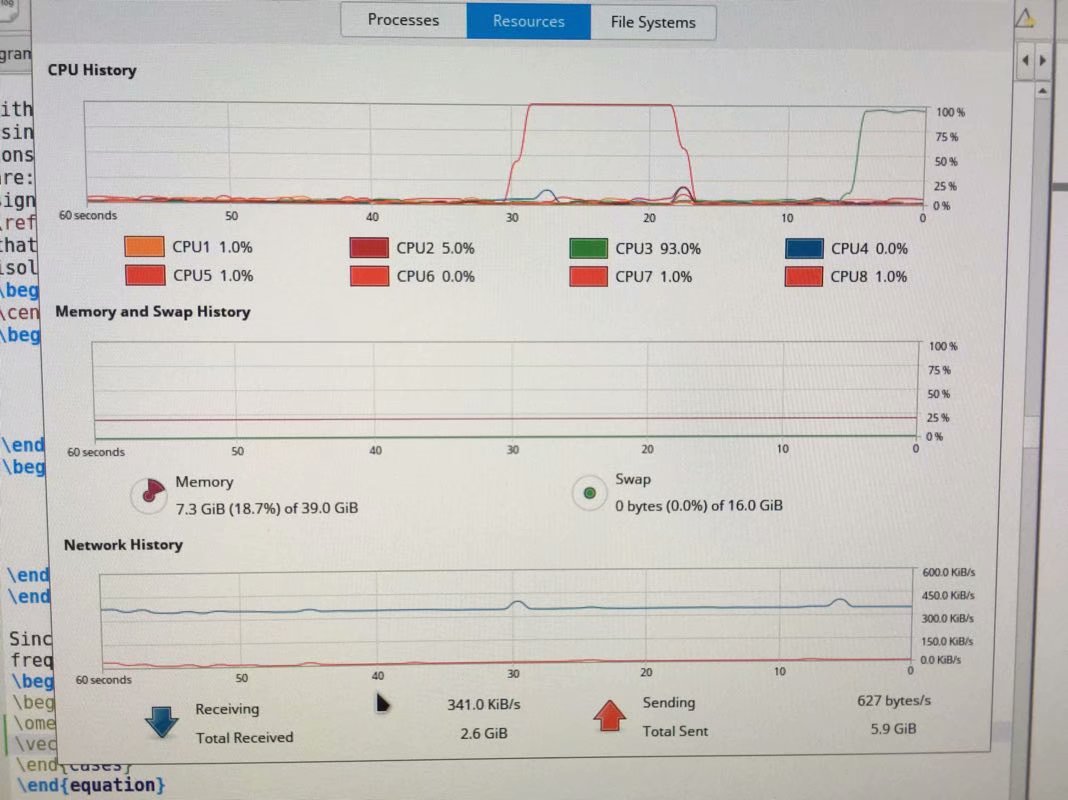 log
Processes Resources File Systems
gran
CPU History
ith
sin
ons
re:
sign
\ref
that
isol
\beg
\cen
\beg
100 %
75 %
50 %
25 %
0 %
60 seconds 50 40 30 20 10 0
CPU1 1.0% CPU2 5.0% CPU3 93.0% CPU4 0.0%
CPU5 1.0% CPU6 0.0% CPU7 1.0% CPU8 1.0%
Memory and Swap History
100 %
75 %
50 %
25 %
0 %
60 seconds 50 40 30 20 10 0
\end
\beg
Memory
7.3 GiB (18.7%) of 39.0 GiB
Swap
0 bytes (0.0%) of 16.0 GiB
Network History
600.0 KiB/s
450.0 KiB/s
300.0 KiB/s
150.0 KiB/s
0.0 KiB/s
60 seconds 50 40 30 20 10 0
\end
\end
Sinc
freq
\beg
\beg
\ome
\vec
Receiving 341.0 KiB/s Sending 627 bytes/s
Total Received 2.6 GiB Total Sent 5.9 GiB
\end{cases}
\end{equation}